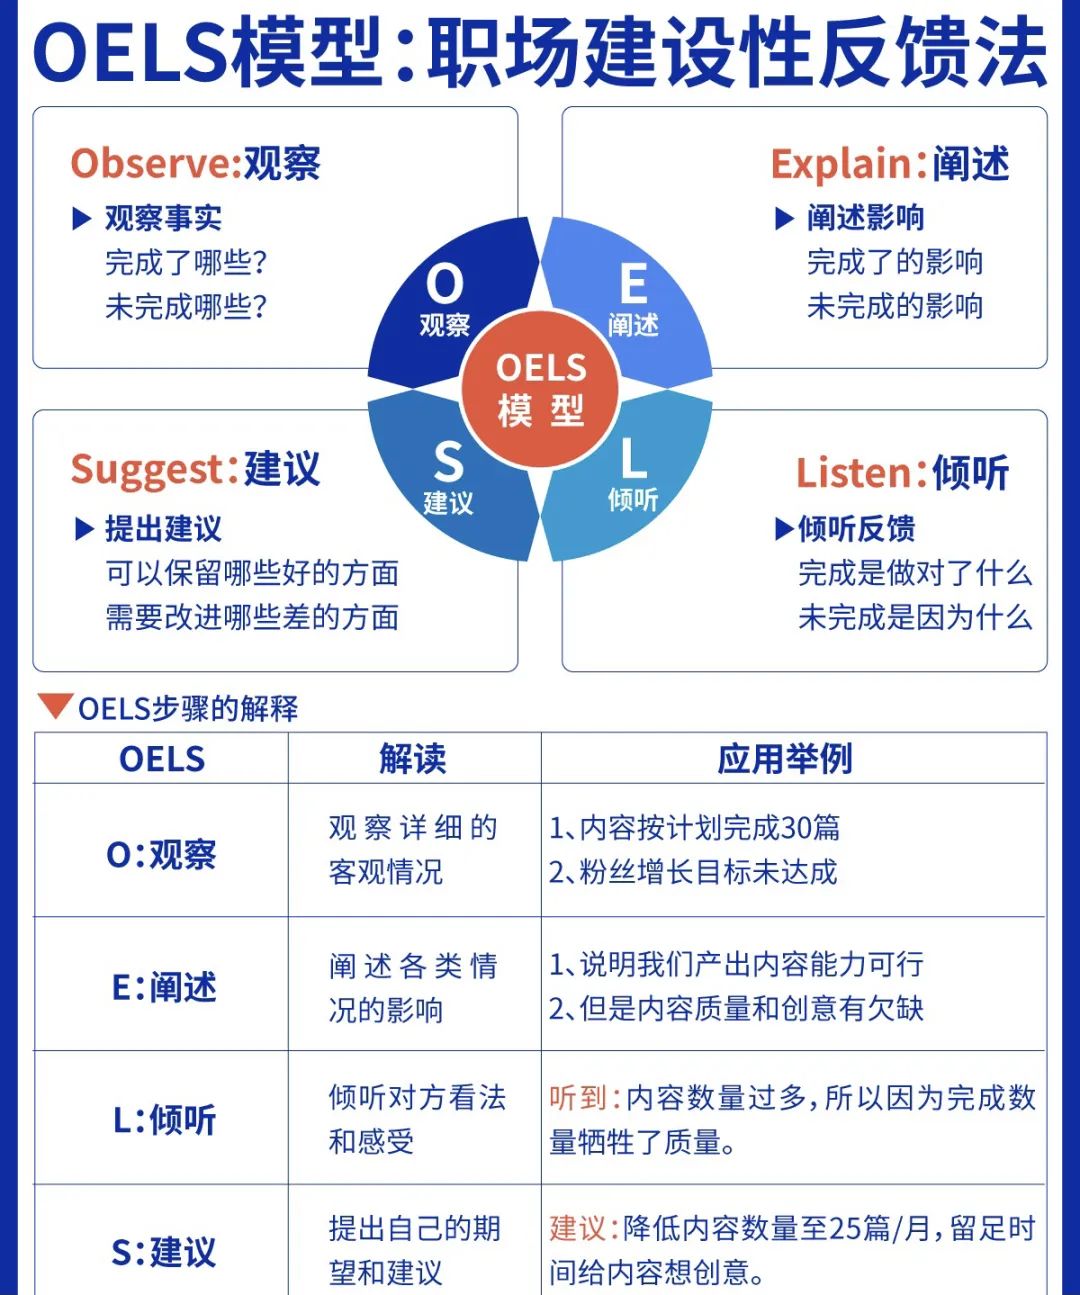 OELS模型：职场建设性反馈法
Observe:观察
▶ 观察事实
完成了哪些？
未完成哪些？
Explain：阐述
▶ 阐述影响
完成了的影响
未完成的影响
O
观察
E
阐述
OELS
模 型
S
建议
L
倾听
Suggest：建议
▶ 提出建议
可以保留哪些好的方面
需要改进哪些差的方面
Listen：倾听
▶倾听反馈
完成是做对了什么
未完成是因为什么
▼OELS步骤的解释
OELS 解读 应用举例
O：观察
观察详细的
客观情况
1、内容按计划完成30篇
2、粉丝增长目标未达成
E：阐述
阐述各类情
况的影响
1、说明我们产出内容能力可行
2、但是内容质量和创意有欠缺
L：倾听
倾听对方看法
和感受
听到：内容数量过多，所以因为完成数
量牺牲了质量。
S：建议
提出自己的期
望和建议
建议：降低内容数量至25篇/月，留足时
间给内容想创意。